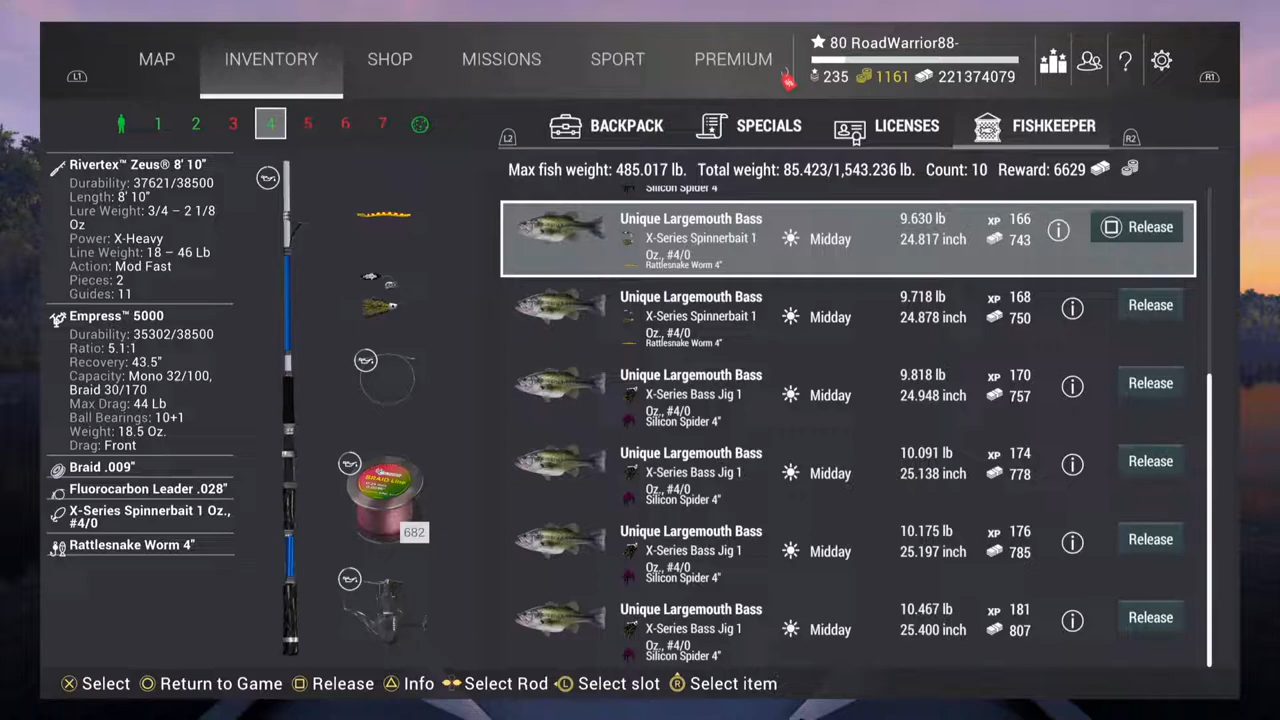 MAP INVENTORY SHOP MISSIONS SPORT PREMIUM
80 RoadWarrior88-
235 1161 221374079
L1
R1
1 2 3 4 5 6 7
L2 BACKPACK SPECIALS LICENSES FISHKEEPER R2
Max fish weight: 485.017 lb. Total weight: 85.423/1,543.236 lb. Count: 10 Reward: 6629
Rivertex™ Zeus® 8' 10"
Durability: 37621/38500
Length: 8' 10"
Lure Weight: 3/4 – 2 1/8
Oz
Power: X-Heavy
Line Weight: 18 – 46 Lb
Action: Mod Fast
Pieces: 2
Guides: 11
Empress™ 5000
Durability: 35302/38500
Ratio: 5.1:1
Recovery: 43.5"
Capacity: Mono 32/100,
Braid 30/170
Max Drag: 44 Lb
Ball Bearings: 10+1
Weight: 18.5 Oz.
Drag: Front
Braid .009"
Fluorocarbon Leader .028"
X-Series Spinnerbait 1 Oz.,
#4/0
Rattlesnake Worm 4"
BRAID Line
682
Silicon Spider 4"
Unique Largemouth Bass 9.630 lb XP 166
X-Series Spinnerbait 1 Midday 24.817 inch 743 Release
Oz., #4/0
Rattlesnake Worm 4"
Unique Largemouth Bass 9.718 lb XP 168
X-Series Spinnerbait 1 Midday 24.878 inch 750 Release
Oz., #4/0
Rattlesnake Worm 4"
Unique Largemouth Bass 9.818 lb XP 170
X-Series Bass Jig 1 Midday 24.948 inch 757 Release
Oz., #4/0
Silicon Spider 4"
Unique Largemouth Bass 10.091 lb XP 174
X-Series Bass Jig 1 Midday 25.138 inch 778 Release
Oz., #4/0
Silicon Spider 4"
Unique Largemouth Bass 10.175 lb XP 176
X-Series Bass Jig 1 Midday 25.197 inch 785 Release
Oz., #4/0
Silicon Spider 4"
Unique Largemouth Bass 10.467 lb XP 181
X-Series Bass Jig 1 Midday 25.400 inch 807 Release
Oz., #4/0
Silicon Spider 4"
Select Return to Game Release Info Select Rod L Select slot R Select item